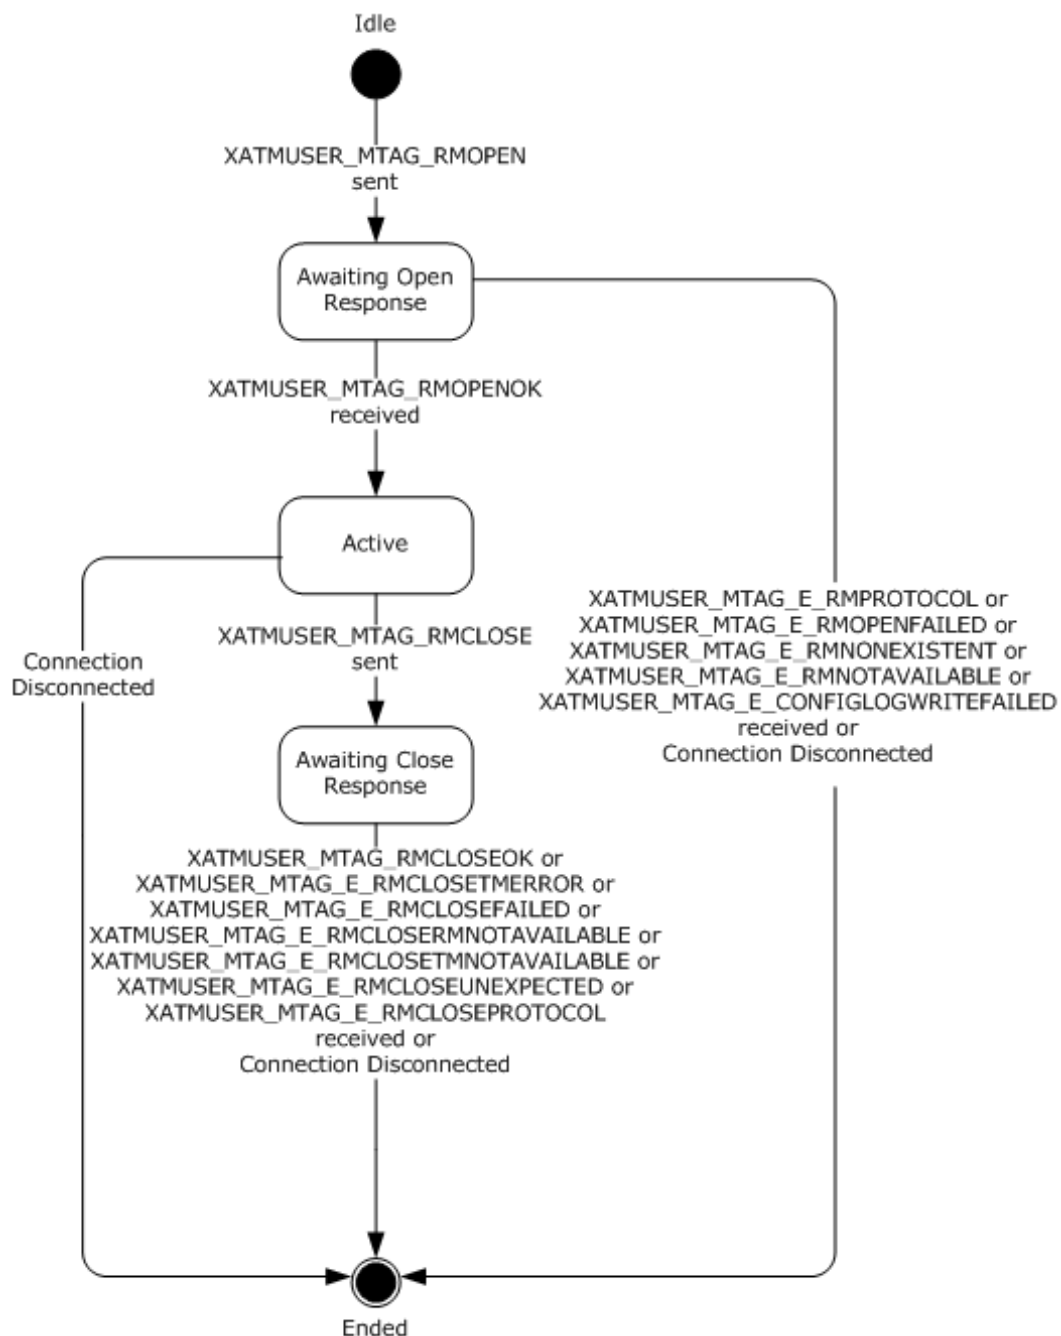 Idle
XATMUSER_MTAG_RMOPEN
sent
Awaiting Open
Response
XATMUSER_MTAG_RMOPENOK
received
Active
XATMUSER_MTAG_RMCLOSE
sent
Connection
Disconnected
XATMUSER_MTAG_E_RMPROTOCOL or
XATMUSER_MTAG_E_RMOPENFAILED or
XATMUSER_MTAG_E_RMNONEXISTENT or
XATMUSER_MTAG_E_RMNOTAVAILABLE or
XATMUSER_MTAG_E_CONFIGLOGWRITEFAILED
received or
Connection Disconnected
Awaiting Close
Response
XATMUSER_MTAG_RMCLOSEOK or
XATMUSER_MTAG_E_RMCLOSETMERROR or
XATMUSER_MTAG_E_RMCLOSEFAILED or
XATMUSER_MTAG_E_RMCLOSERMNOTAVAILABLE or
XATMUSER_MTAG_E_RMCLOSETMNOTAVAILABLE or
XATMUSER_MTAG_E_RMCLOSEUNEXPECTED or
XATMUSER_MTAG_E_RMCLOSEPROTOCOL
received or
Connection Disconnected
Ended